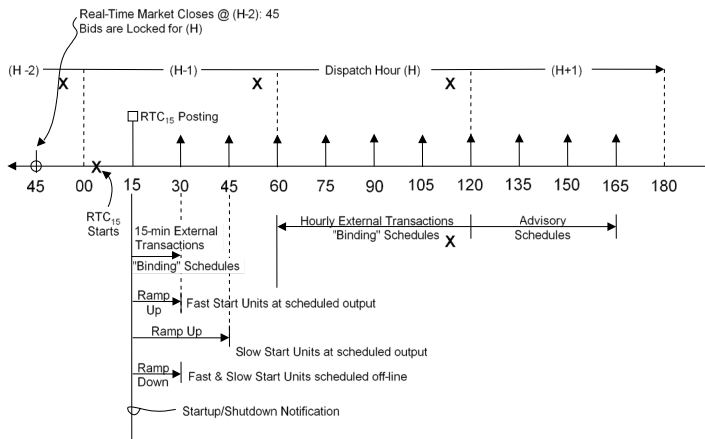 Real-Time Market Closes @ (H-2): 45
Bids are Locked for (H)
(H -2)
(H-1)
Dispatch Hour (H)
(H+1)
X
X
X
RTC15 Posting
X
45
00
15
30
45
60
75
90
105
120
135
150
165
180
RTC15
Starts
15-min External
Transactions
"Binding" Schedules
Hourly External Transactions
"Binding" Schedules
X
Advisory
Schedules
Ramp
Up
Fast Start Units at scheduled output
Ramp Up
Slow Start Units at scheduled output
Ramp
Down
Fast & Slow Start Units scheduled off-line
Startup/Shutdown Notification